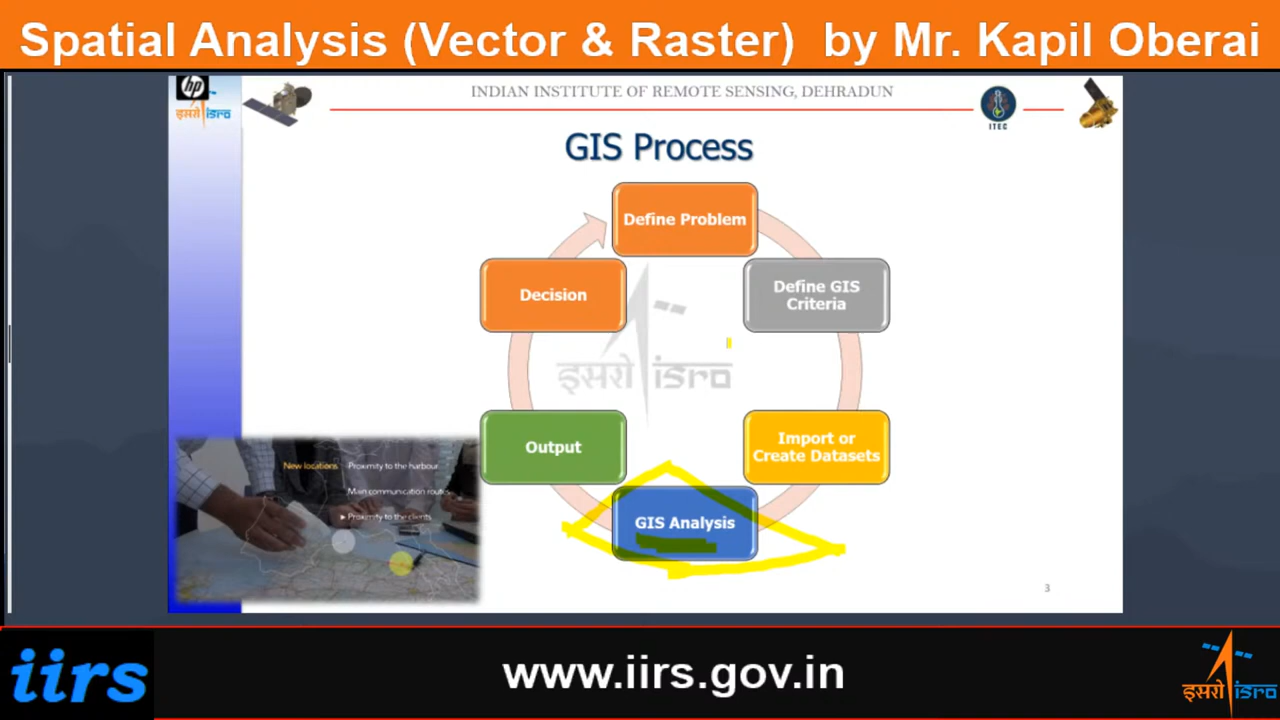 Spatial Analysis (Vector & Raster) by Mr. Kapil Oberai
hp
इसरो isro
INDIAN INSTITUTE OF REMOTE SENSING, DEHRADUN
ITEC
GIS Process
Define Problem
Decision
Define GIS
Criteria
इसरो isro
Output
Import or
Create Datasets
GIS Analysis
New locations Proximity to the harbour
Main communication routes
Proximity to the clients
3
iirs
www.iirs.gov.in
इसरो isro